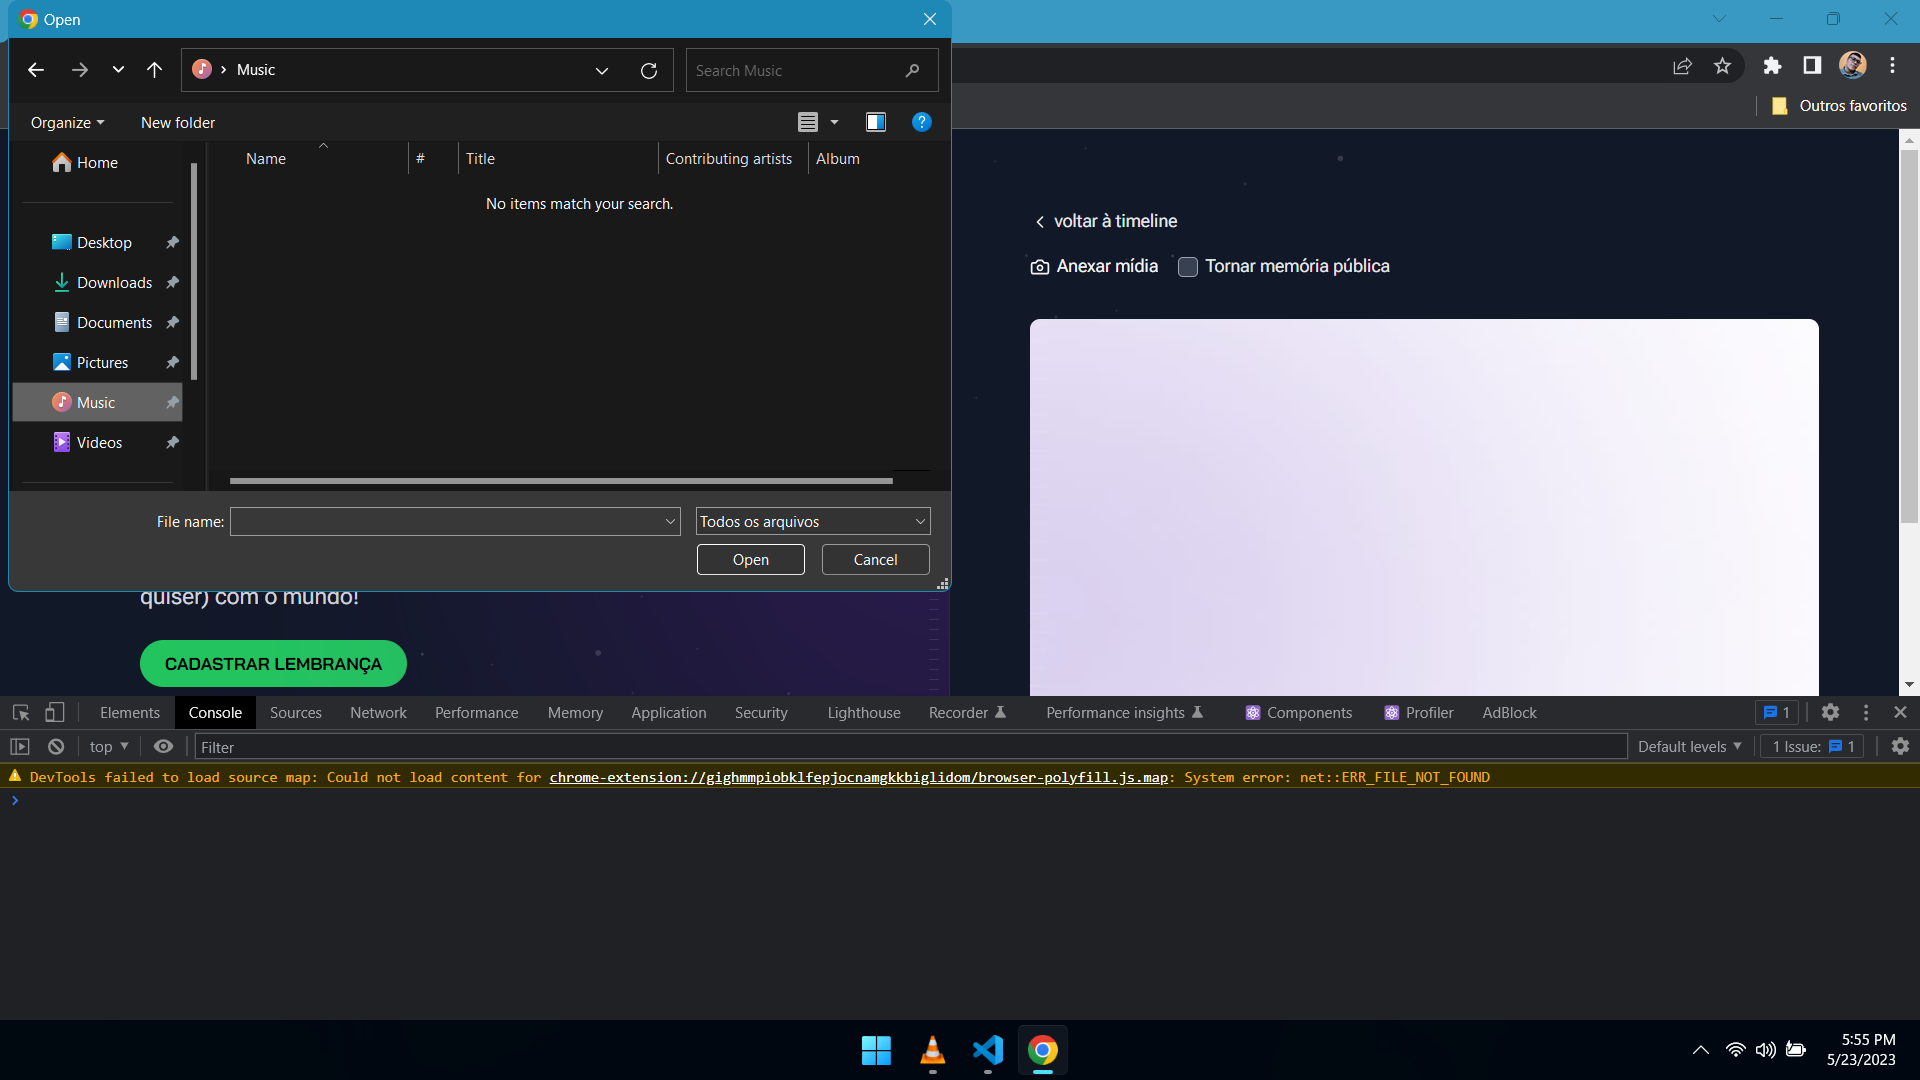 Open
Music
Search Music
Outros favoritos
Organize
New folder
Name
#
Title
Contributing artists
Album
No items match your search.
Home
Desktop
Downloads
Documents
Pictures
Music
Videos
File name:
Todos os arquivos
Open
Cancel
voltar à timeline
Anexar mídia
Tornar memória pública
quiser) com o mundo!
CADASTRAR LEMBRANÇA
Elements
Console
Sources
Network
Performance
Memory
Application
Security
Lighthouse
Recorder
Performance insights
Components
Profiler
AdBlock
1
top
Filter
Default levels
1 Issue: 1
DevTools failed to load source map: Could not load content for chrome-extension://gighmmpiobklfepjocnamgkkbiglidom/browser-polyfill.js.map: System error: net::ERR_FILE_NOT_FOUND
5:55 PM
5/23/2023